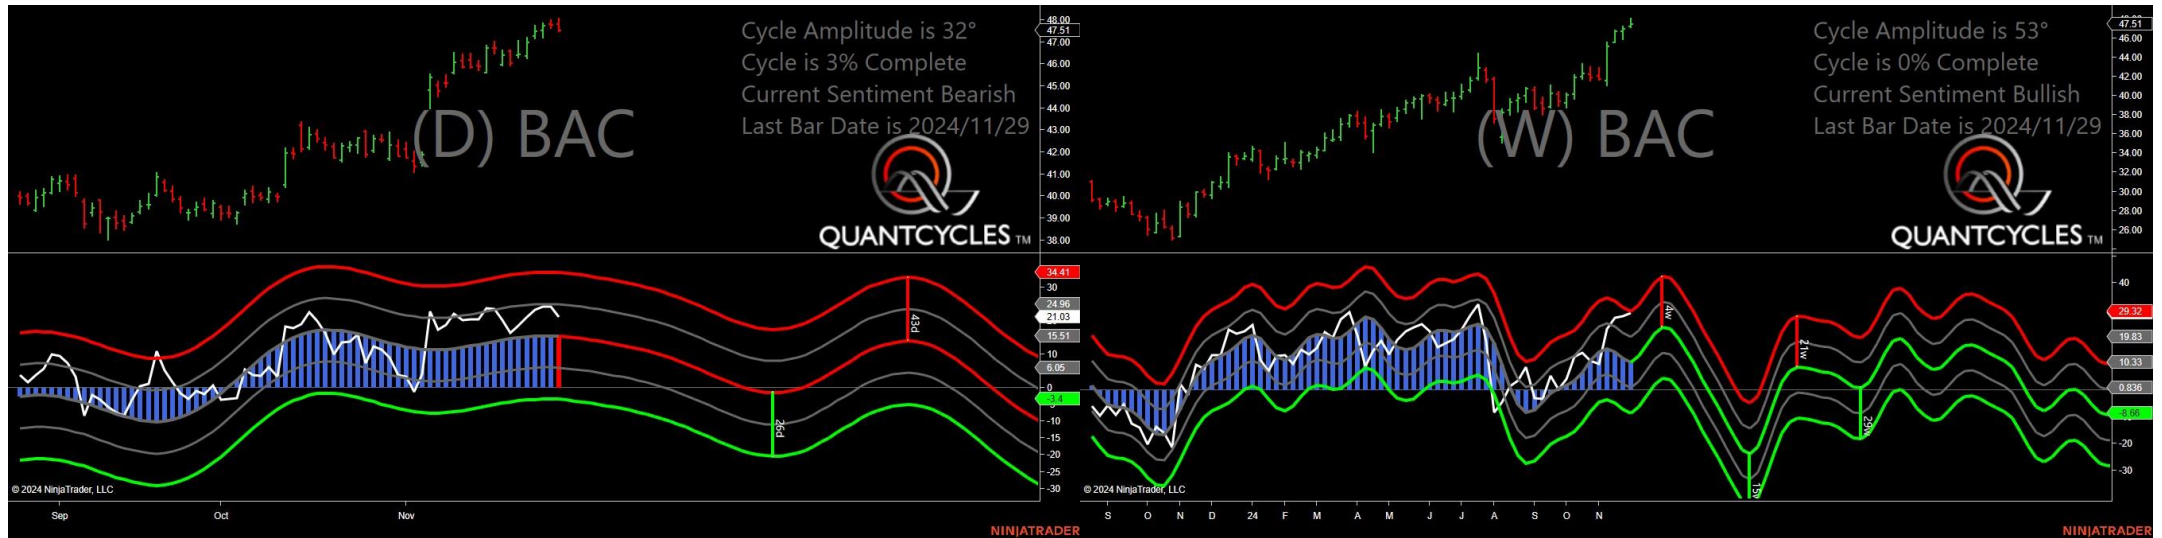 Cycle Amplitude is 32°
Cycle is 3% Complete
Current Sentiment Bearish
Last Bar Date is 2024/11/29
(D) BAC
QUANTCYCLES TM
48.00
47.51
47.00
46.00
45.00
44.00
43.00
42.00
41.00
40.00
39.00
38.00
34.41
30
24.96
21.03
15.51
10
6.05
0
-3.4
-5
-10
-15
-20
-25
-30
43d
26d
© 2024 NinjaTrader, LLC
Sep Oct Nov
NINJATRADER
Cycle Amplitude is 53°
Cycle is 0% Complete
Current Sentiment Bullish
Last Bar Date is 2024/11/29
(W) BAC
QUANTCYCLES TM
47.51
46.00
44.00
42.00
40.00
38.00
36.00
34.00
32.00
30.00
28.00
26.00
40
29.32
19.83
10.33
0.836
-8.66
-20
-30
4w
21w
29w
© 2024 NinjaTrader, LLC
S O N D 24 F M A M J J A S O N
NINJATRADER